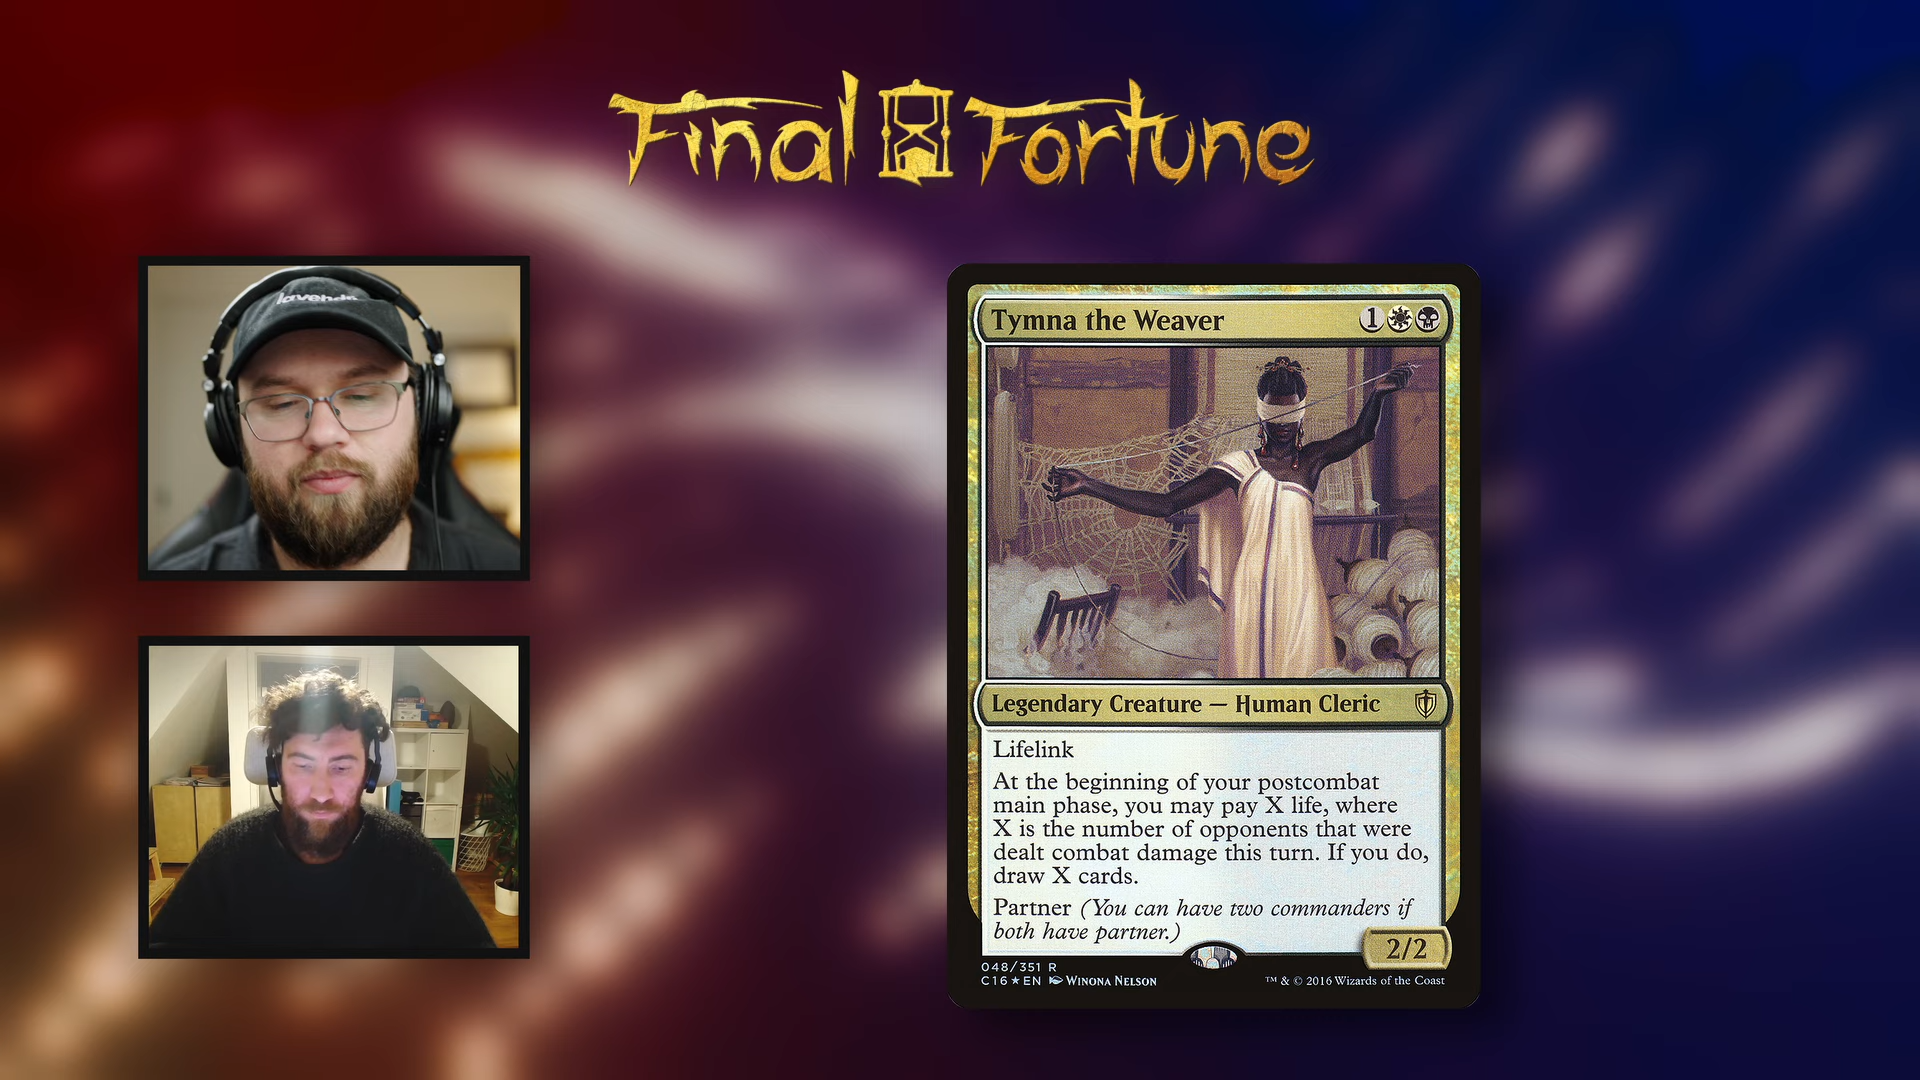 Final Fortune
lavend
Tymna the Weaver
1
Legendary Creature — Human Cleric
Lifelink
At the beginning of your postcombat
main phase, you may pay X life, where
X is the number of opponents that were
dealt combat damage this turn. If you do,
draw X cards.
Partner (You can have two commanders if
both have partner.)
2/2
048/351 R
C16★EN Winona Nelson
™ & © 2016 Wizards of the Coast